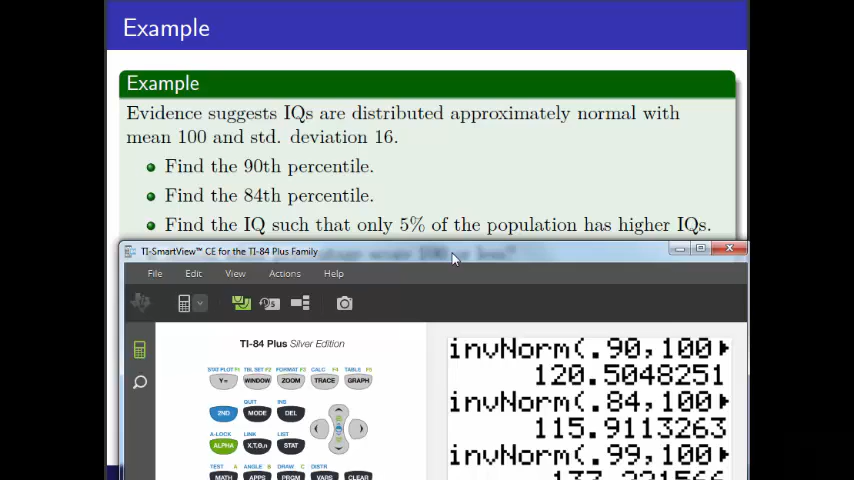 Example
Example
Evidence suggests IQs are distributed approximately normal with
mean 100 and std. deviation 16.
Find the 90th percentile.
Find the 84th percentile.
Find the IQ such that only 5% of the population has higher IQs.
TI-SmartView™ CE for the TI-84 Plus Family
File Edit View Actions Help
TI-84 Plus Silver Edition
STAT PLOT F1 TBL SET F2 FORMAT F3 CALC F4 TABLE F5
Y= WINDOW ZOOM TRACE GRAPH
QUIT INS
2ND MODE DEL
A-LOCK LINK LIST
ALPHA X,T,Θ,n STAT
TEST A ANGLE B DRAW C DISTR
MATH APPS PRGM VARS CLEAR
invNorm(.90,100
120.5048251
invNorm(.84,100
115.9113263
invNorm(.99,100
137.221566